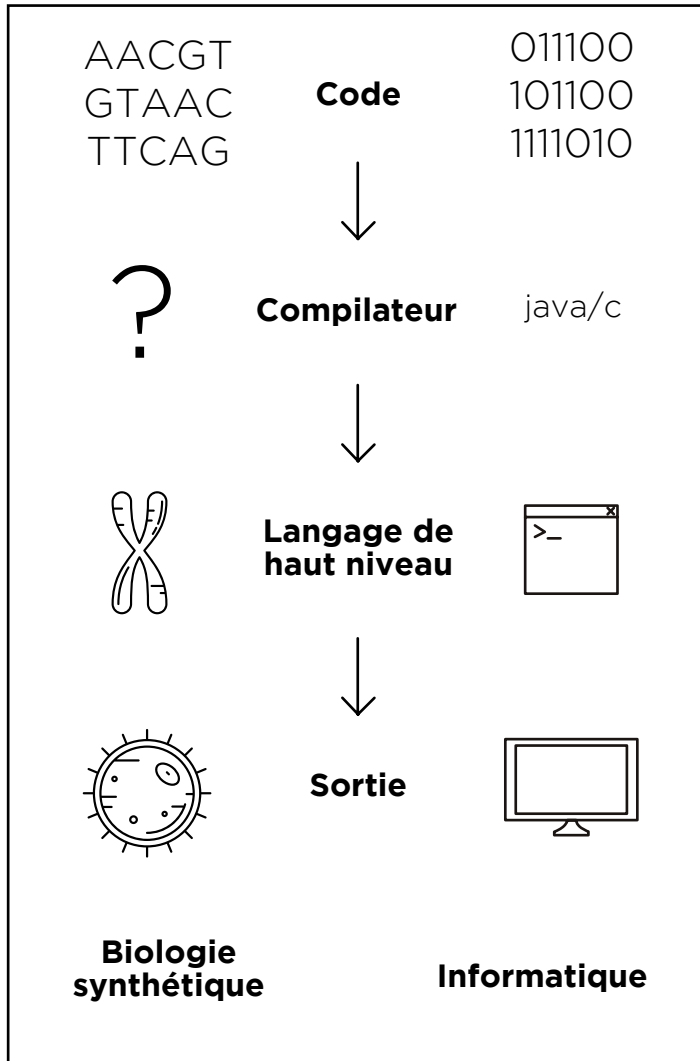 AACGT
GTAAC
TTCAG
Code
011100
101100
1111010
?
Compilateur
java/c
Langage de
haut niveau
>_
x
Sortie
Biologie
synthétique
Informatique